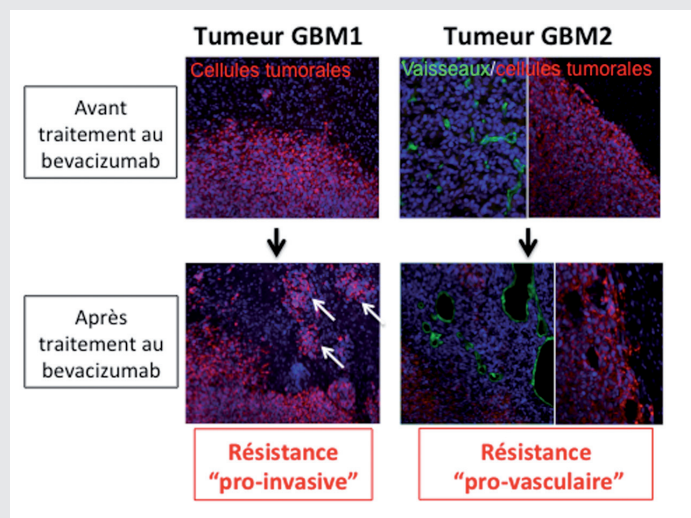 Tumeur GBM1
Tumeur GBM2
Cellules tumorales
Vaisseaux/cellules tumorales
Avant
traitement au
bevacizumab
Après
traitement au
bevacizumab
Résistance
“pro-invasive”
Résistance
“pro-vasculaire”